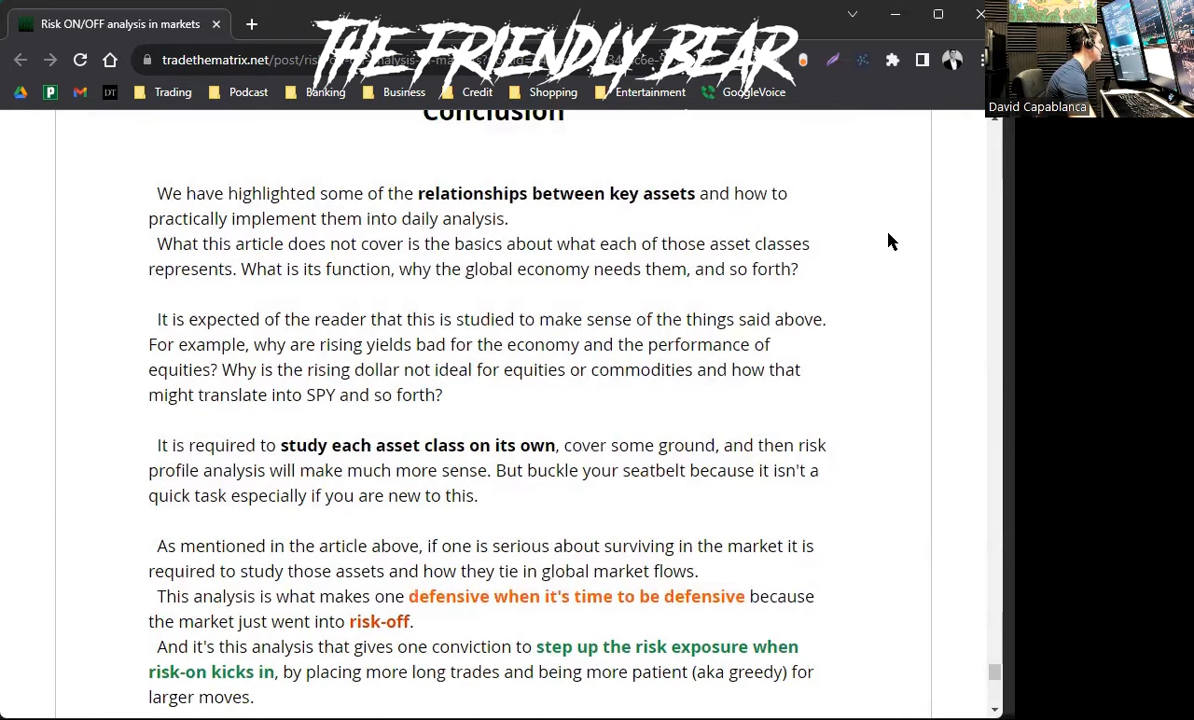 Risk ON/OFF analysis in markets
THE FRIENDLY BEAR
tradethematrix.net/post/
Trading
Podcast
Banking
Business
Credit
Shopping
Entertainment
GoogleVoice
David Capablanca
Conclusion
We have highlighted some of the relationships between key assets and how to
practically implement them into daily analysis.
What this article does not cover is the basics about what each of those asset classes
represents. What is its function, why the global economy needs them, and so forth?
It is expected of the reader that this is studied to make sense of the things said above.
For example, why are rising yields bad for the economy and the performance of
equities? Why is the rising dollar not ideal for equities or commodities and how that
might translate into SPY and so forth?
It is required to study each asset class on its own, cover some ground, and then risk
profile analysis will make much more sense. But buckle your seatbelt because it isn't a
quick task especially if you are new to this.
As mentioned in the article above, if one is serious about surviving in the market it is
required to study those assets and how they tie in global market flows.
This analysis is what makes one defensive when it's time to be defensive because
the market just went into risk-off.
And it's this analysis that gives one conviction to step up the risk exposure when
risk-on kicks in, by placing more long trades and being more patient (aka greedy) for
larger moves.